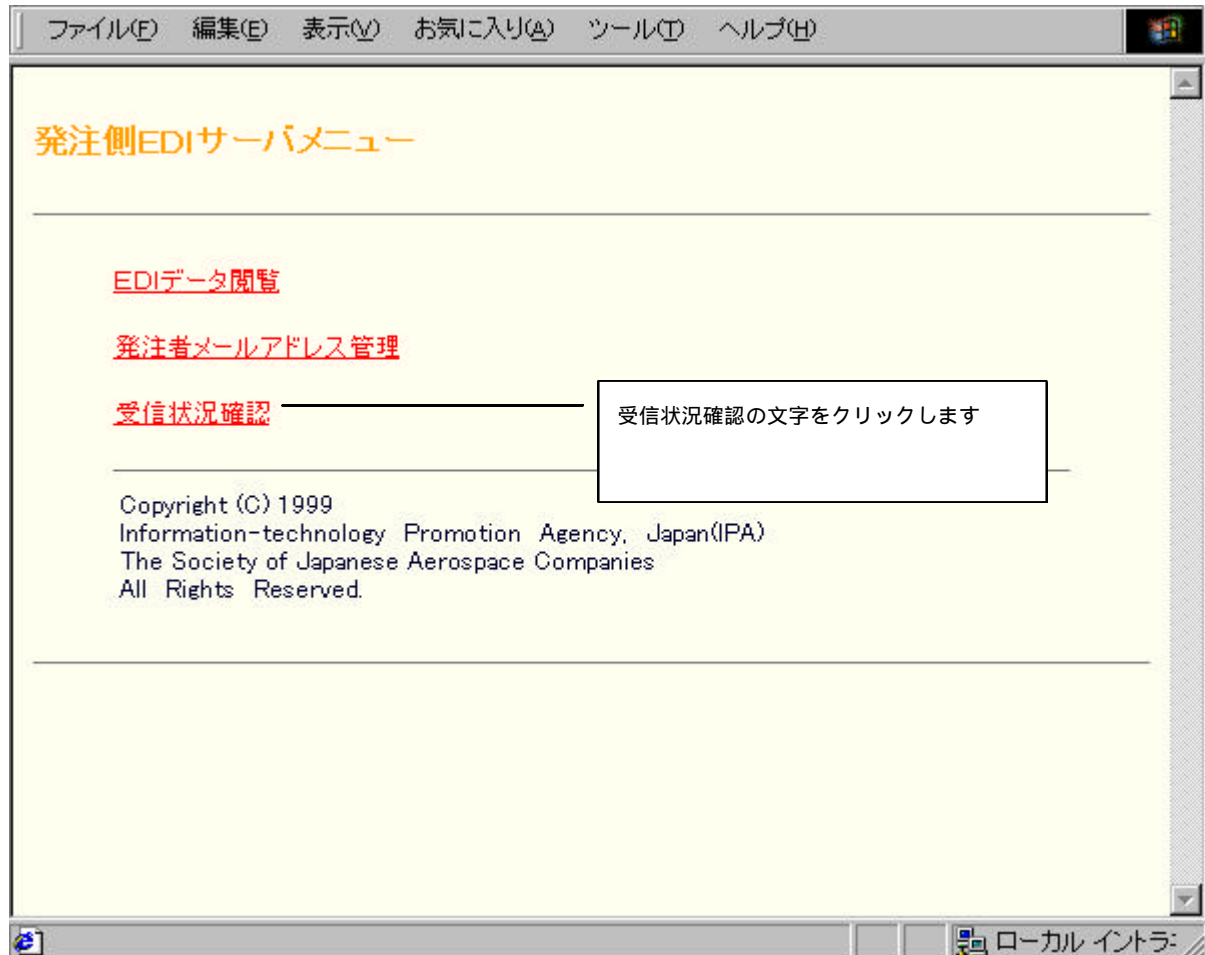 ファイル(F) 編集(E) 表示(V) お気に入り(A) ツール(T) ヘルプ(H)
発注側EDIサーバメニュー
EDIデータ閲覧
発注者メールアドレス管理
受信状況確認
受信状況確認の文字をクリックします
Copyright (C) 1999
Information-technology Promotion Agency, Japan(IPA)
The Society of Japanese Aerospace Companies
All Rights Reserved.
ローカル イントラ